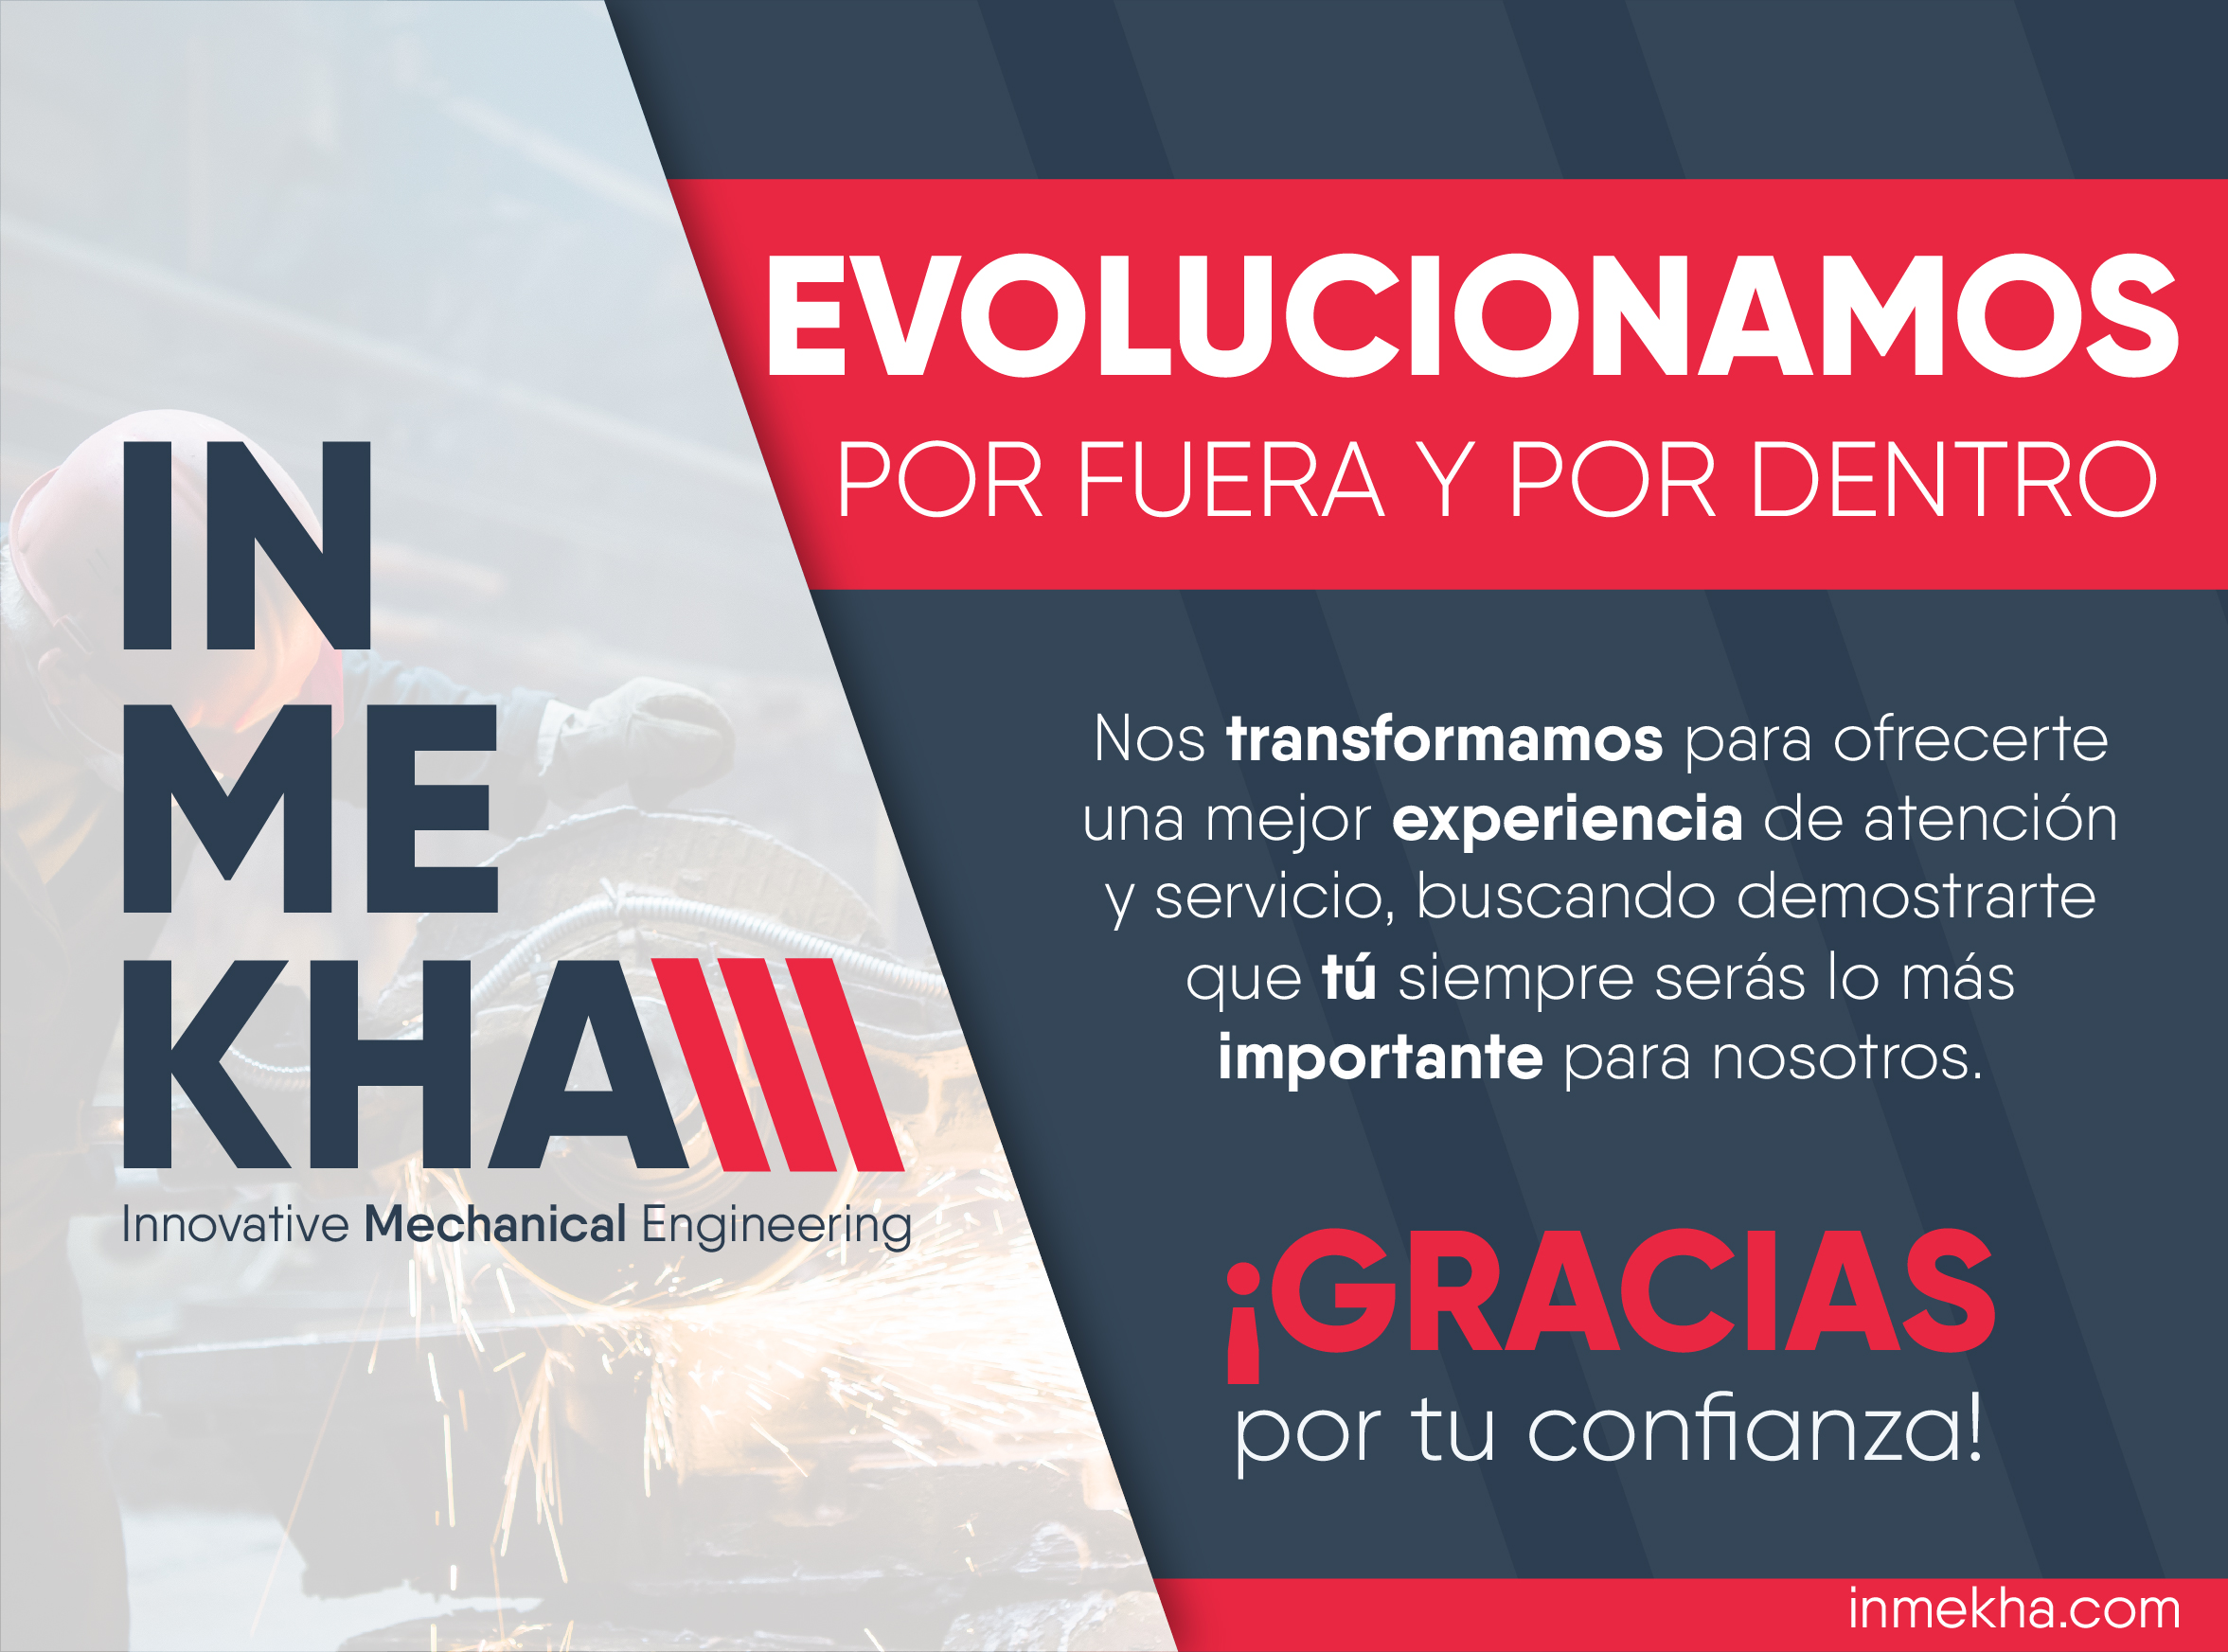 IN
ME
KHA
Innovative Mechanical Engineering
EVOLUCIONAMOS
POR FUERA Y POR DENTRO
Nos transformamos para ofrecerte
una mejor experiencia de atención
y servicio, buscando demostrarte
que tú siempre serás lo más
importante para nosotros.
¡GRACIAS
por tu confianza!
inmekha.com